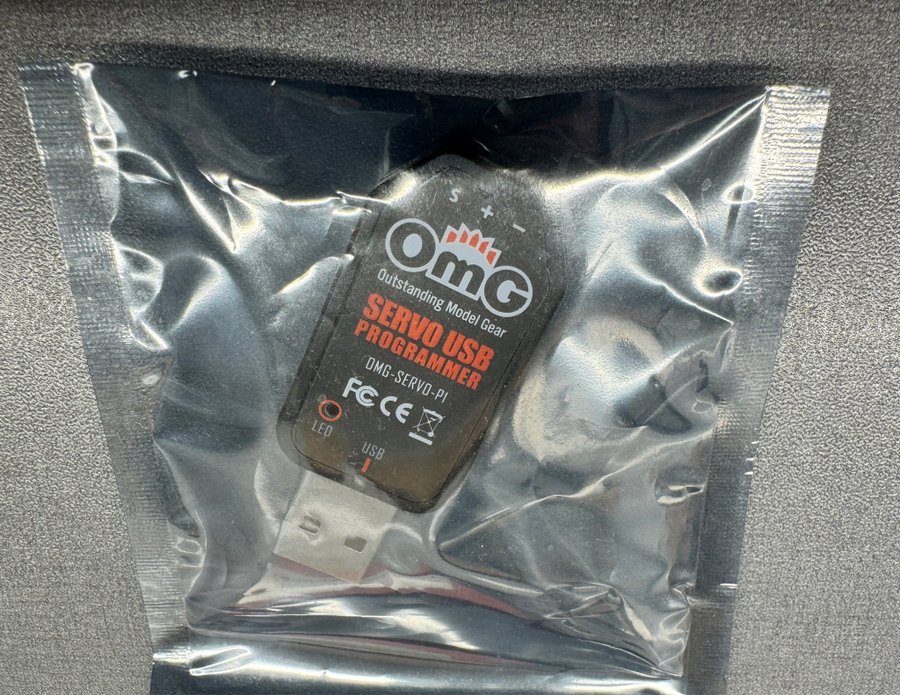 S + -
OmG
Outstanding Model Gear
SERVO USB
PROGRAMMER
OMG-SERVO-PI
FC CE
LED
USB